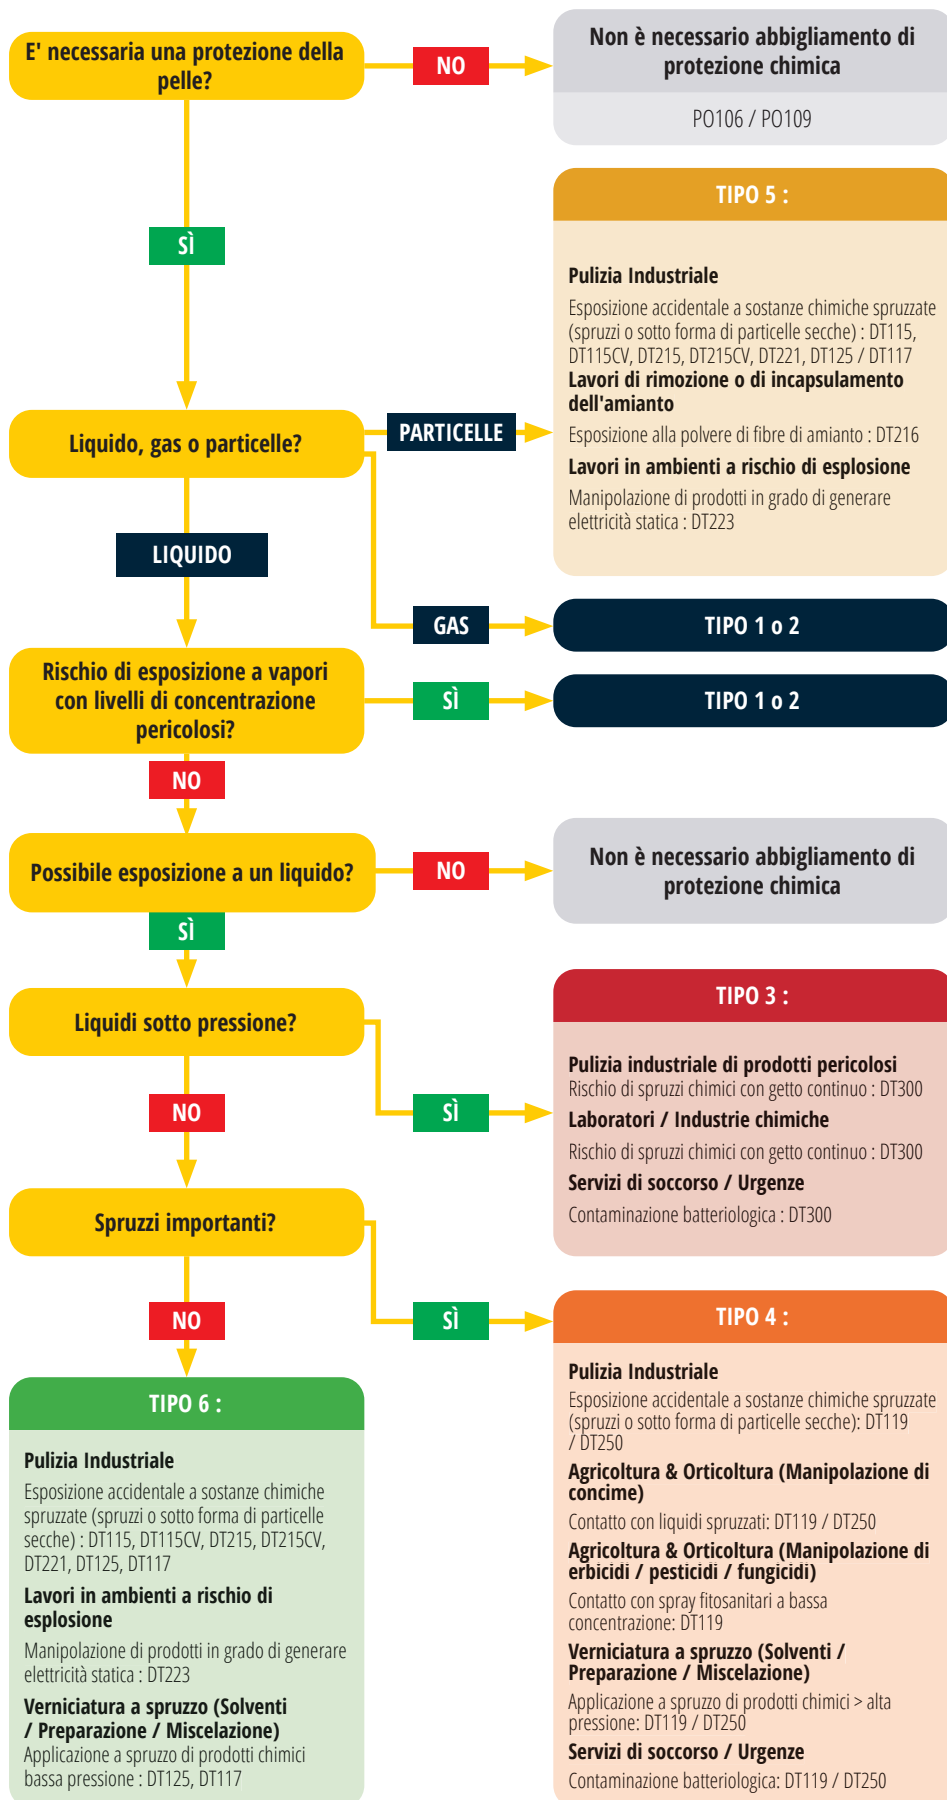 E' necessaria una protezione della
pelle?
NO
Non è necessario abbigliamento di
protezione chimica
PO106 / PO109
SÌ
TIPO 5 :
Pulizia Industriale
Esposizione accidentale a sostanze chimiche spruzzate
(spruzzi o sotto forma di particelle secche) : DT115,
DT115CV, DT215, DT215CV, DT221, DT125 / DT117
Lavori di rimozione o di incapsulamento
dell'amianto
Esposizione alla polvere di fibre di amianto : DT216
Lavori in ambienti a rischio di esplosione
Manipolazione di prodotti in grado di generare
elettricità statica : DT223
Liquido, gas o particelle?
PARTICELLE
LIQUIDO
GAS
TIPO 1 o 2
Rischio di esposizione a vapori
con livelli di concentrazione
pericolosi?
SÌ
TIPO 1 o 2
NO
Possibile esposizione a un liquido?
NO
Non è necessario abbigliamento di
protezione chimica
SÌ
Liquidi sotto pressione?
NO
SÌ
TIPO 3 :
Pulizia industriale di prodotti pericolosi
Rischio di spruzzi chimici con getto continuo : DT300
Laboratori / Industrie chimiche
Rischio di spruzzi chimici con getto continuo : DT300
Servizi di soccorso / Urgenze
Contaminazione batteriologica : DT300
Spruzzi importanti?
NO
SÌ
TIPO 4 :
Pulizia Industriale
Esposizione accidentale a sostanze chimiche spruzzate
(spruzzi o sotto forma di particelle secche): DT119
/ DT250
Agricoltura & Orticoltura (Manipolazione di
concime)
Contatto con liquidi spruzzati: DT119 / DT250
Agricoltura & Orticoltura (Manipolazione di
erbicidi / pesticidi / fungicidi)
Contatto con spray fitosanitari a bassa
concentrazione: DT119
Verniciatura a spruzzo (Solventi /
Preparazione / Miscelazione)
Applicazione a spruzzo di prodotti chimici > alta
pressione: DT119 / DT250
Servizi di soccorso / Urgenze
Contaminazione batteriologica: DT119 / DT250
TIPO 6 :
Pulizia Industriale
Esposizione accidentale a sostanze chimiche
spruzzate (spruzzi o sotto forma di particelle
secche) : DT115, DT115CV, DT215, DT215CV,
DT221, DT125, DT117
Lavori in ambienti a rischio di
esplosione
Manipolazione di prodotti in grado di generare
elettricità statica : DT223
Verniciatura a spruzzo (Solventi
/ Preparazione / Miscelazione)
Applicazione a spruzzo di prodotti chimici
bassa pressione : DT125, DT117